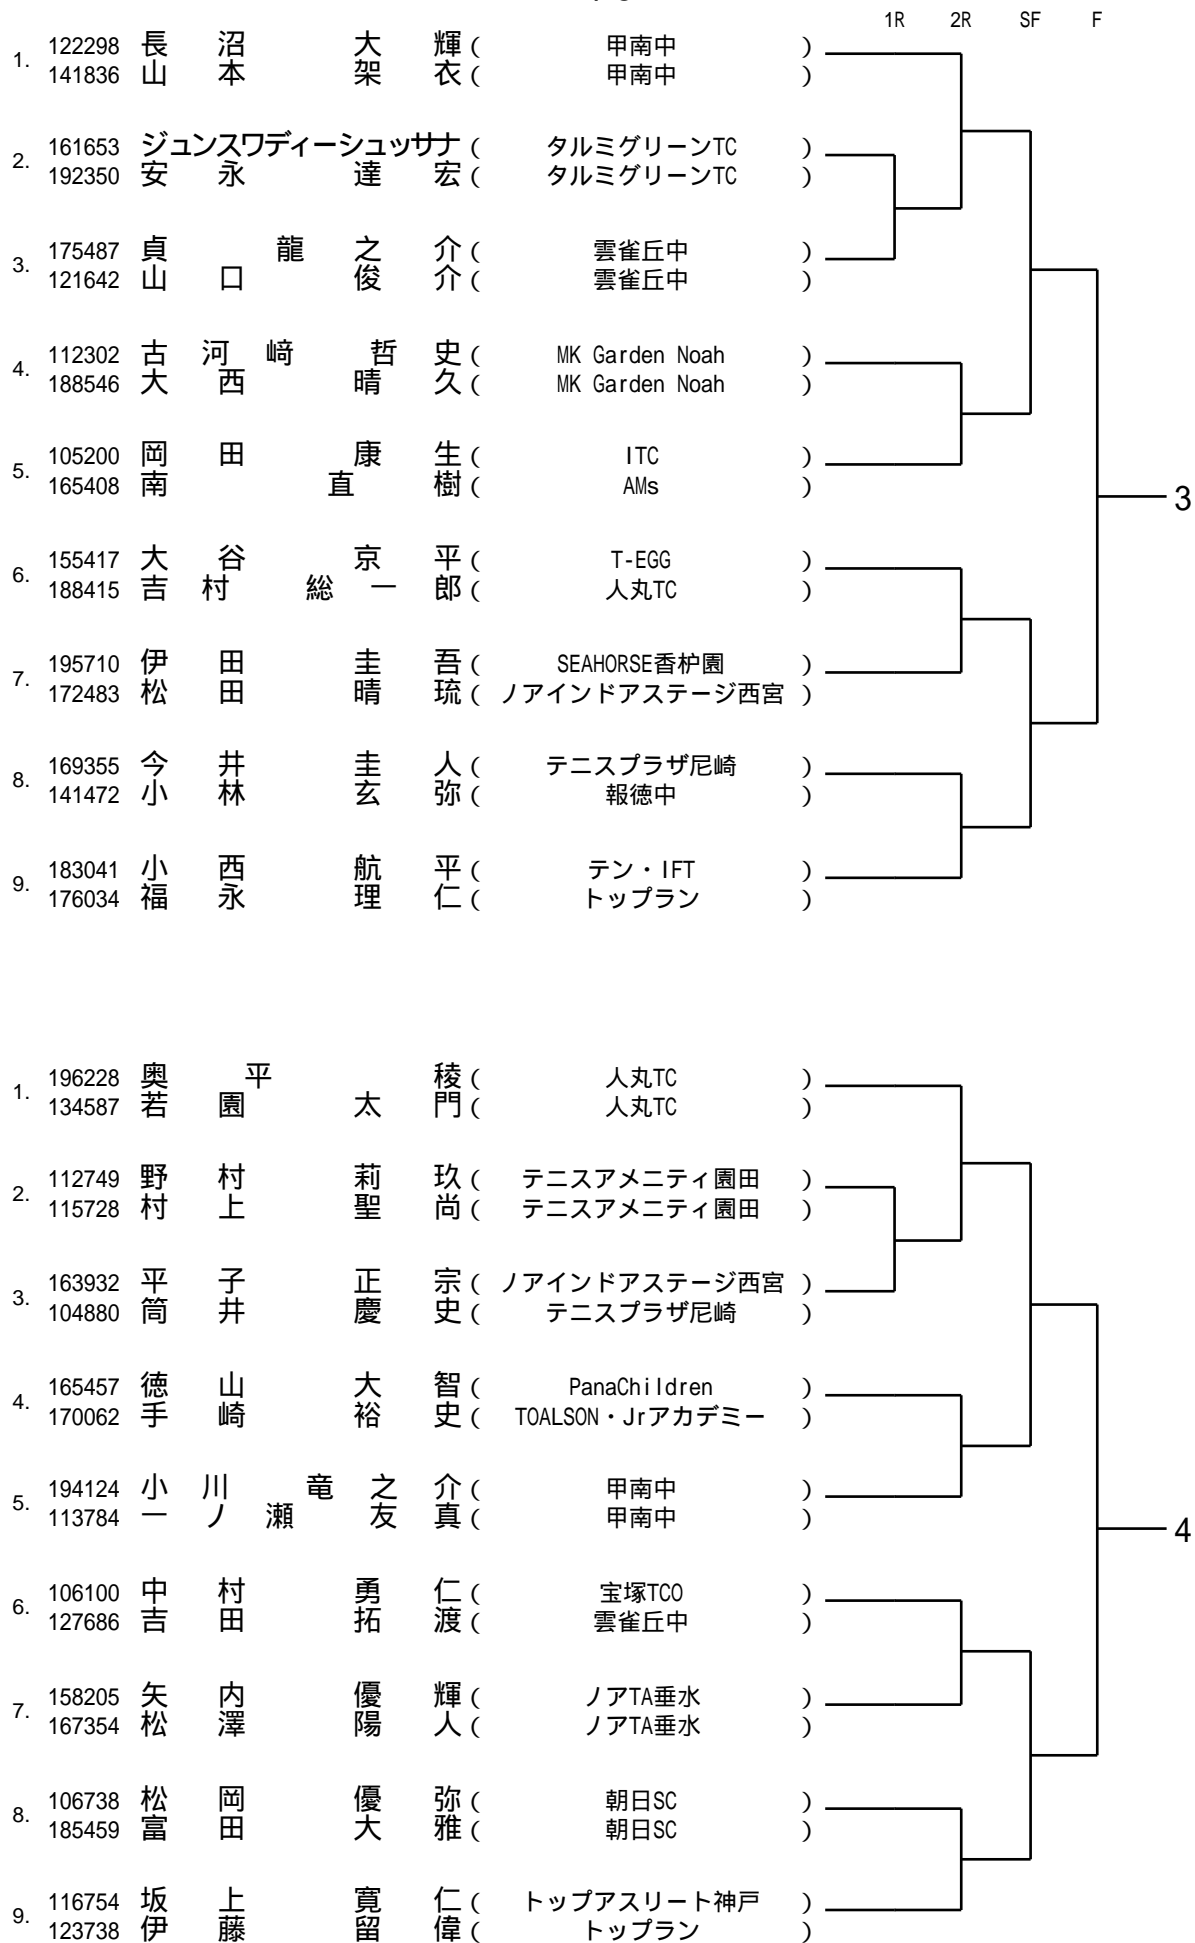 1R 2R SF F
1. 122298 長沼 大輝 ( 甲南中 )
141836 山本 架衣 ( 甲南中 )
2. 161653 ジュンスワディーシュッサナ ( タルミグリーンTC )
192350 安永 達宏 ( タルミグリーンTC )
3. 175487 貞 龍之介 ( 雲雀丘中 )
121642 山口 俊介 ( 雲雀丘中 )
4. 112302 古河﨑 哲史 ( MK Garden Noah )
188546 大西 晴久 ( MK Garden Noah )
5. 105200 岡田 康生 ( ITC )
165408 南 直樹 ( AMs )
3
6. 155417 大谷 京平 ( T-EGG )
188415 吉村 総一郎 ( 人丸TC )
7. 195710 伊田 圭吾 ( SEAHORSE香枦園 )
172483 松田 晴琉 ( ノアインドアステージ西宮 )
8. 169355 今井 圭人 ( テニスプラザ尼崎 )
141472 小林 玄弥 ( 報徳中 )
9. 183041 小西 航平 ( テン・IFT )
176034 福永 理仁 ( トップラン )
1. 196228 奥平 稜 ( 人丸TC )
134587 若園 太門 ( 人丸TC )
2. 112749 野村 莉玖 ( テニスアメニティ園田 )
115728 村上 聖尚 ( テニスアメニティ園田 )
3. 163932 平子 正宗 ( ノアインドアステージ西宮 )
104880 筒井 慶史 ( テニスプラザ尼崎 )
4. 165457 徳山 大智 ( PanaChildren )
170062 手崎 裕史 ( TOALSON・Jrアカデミー )
5. 194124 小川 竜之介 ( 甲南中 )
113784 一ノ瀬 友真 ( 甲南中 )
4
6. 106100 中村 勇仁 ( 宝塚TCO )
127686 吉田 拓渡 ( 雲雀丘中 )
7. 158205 矢内 優輝 ( ノアTA垂水 )
167354 松澤 陽人 ( ノアTA垂水 )
8. 106738 松岡 優弥 ( 朝日SC )
185459 富田 大雅 ( 朝日SC )
9. 116754 坂上 寛仁 ( トップアスリート神戸 )
123738 伊藤 留偉 ( トップラン )